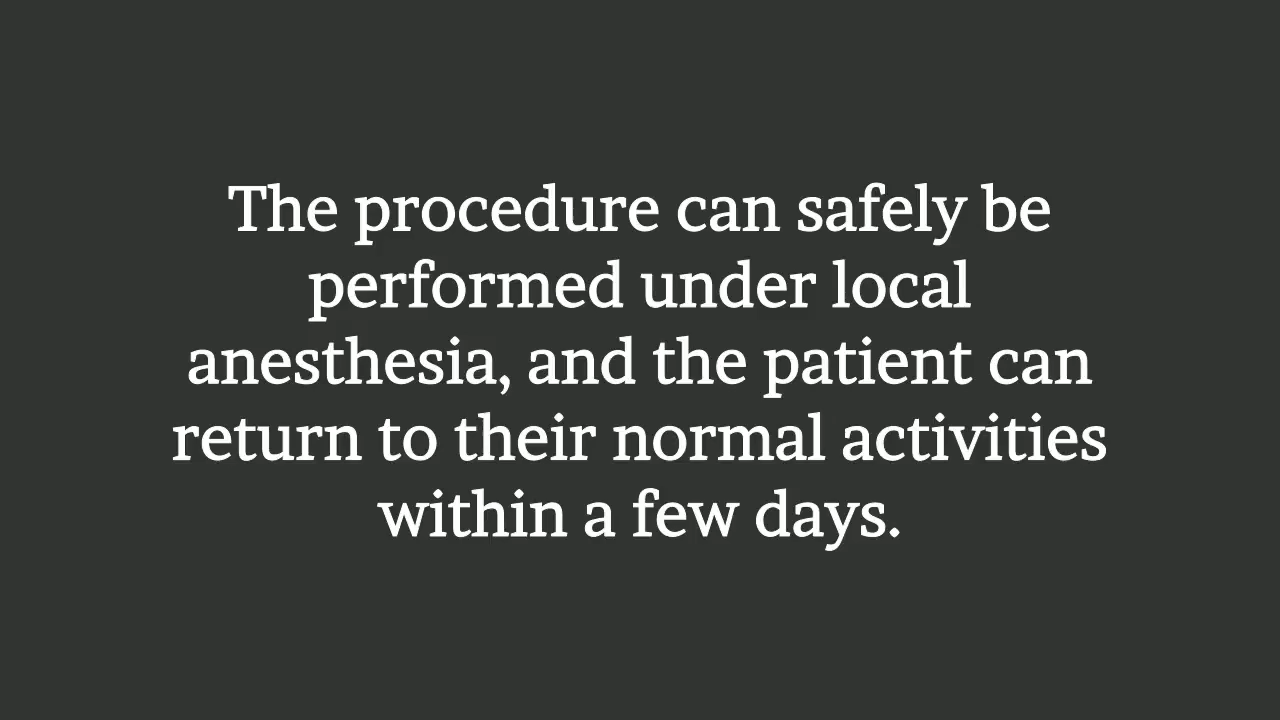 The procedure can safely be
performed under local
anesthesia, and the patient can
return to their normal activities
within a few days.